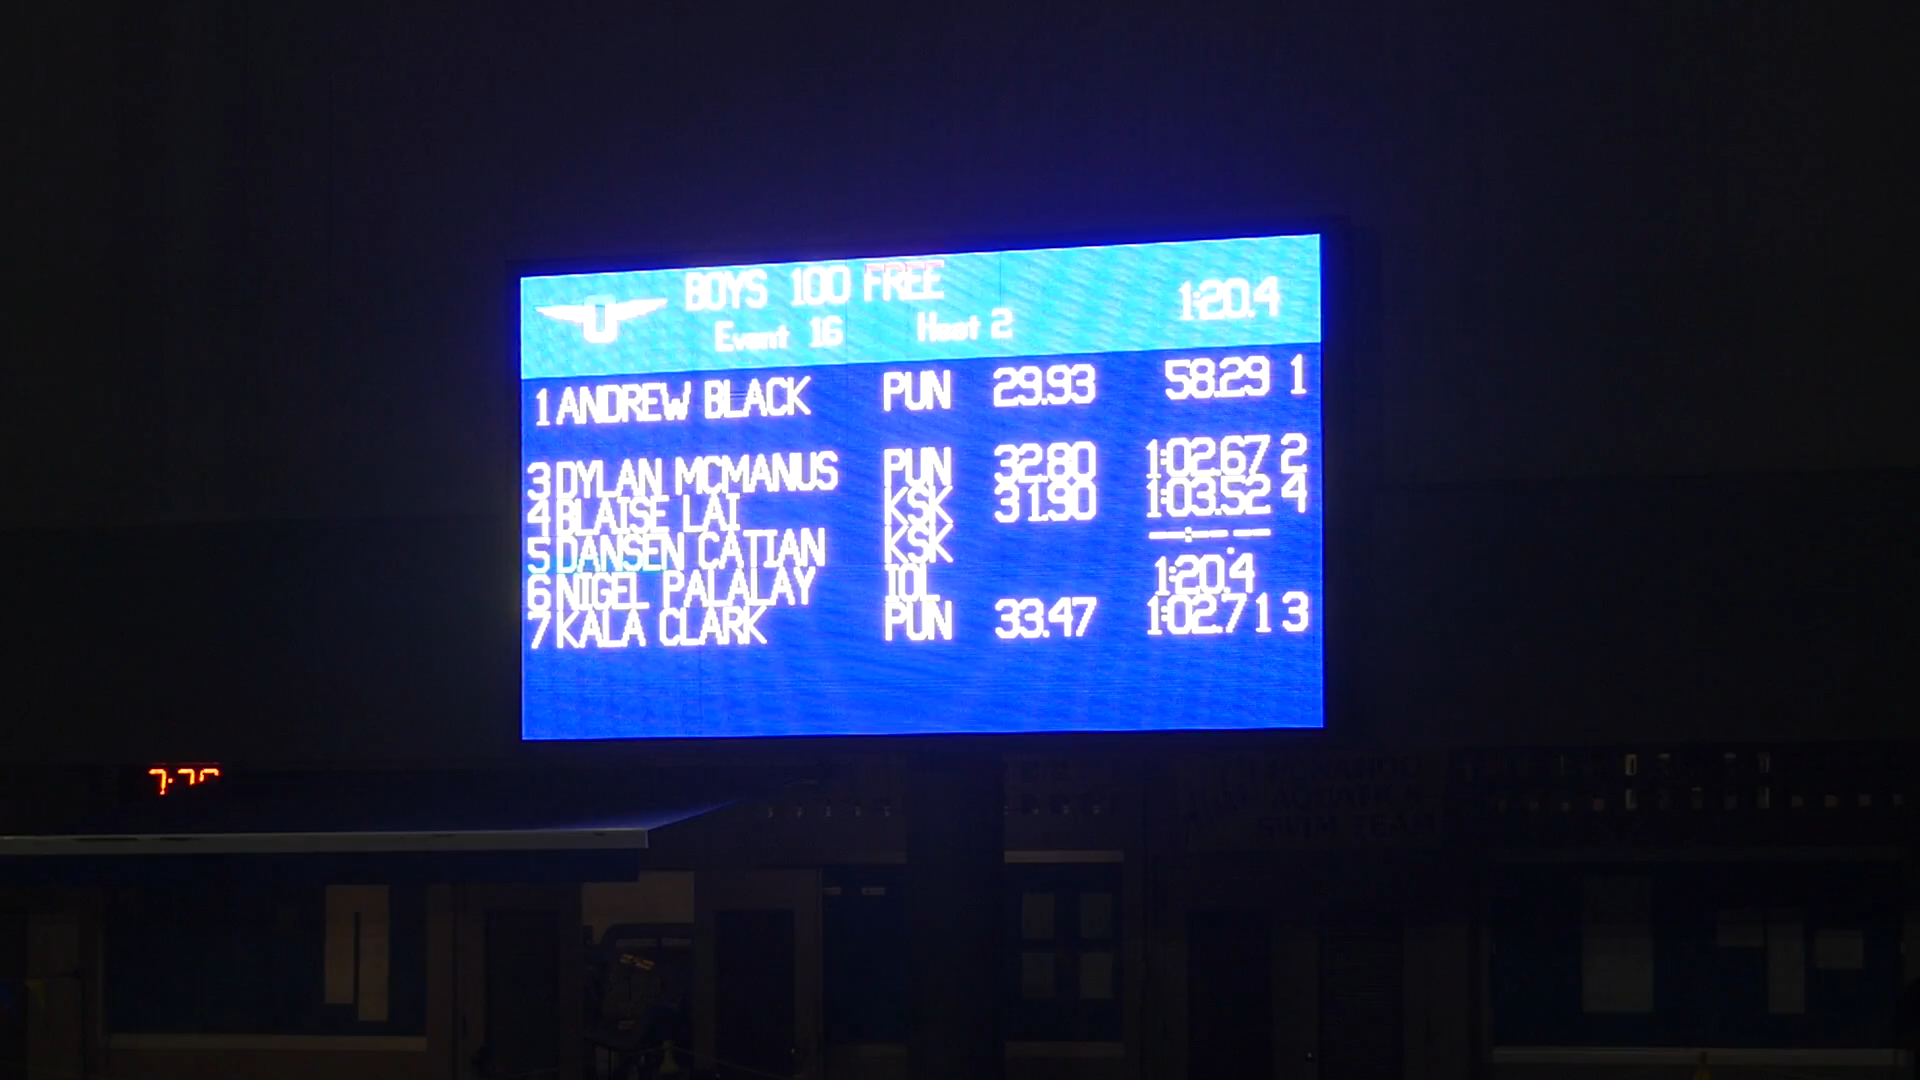 BOYS 100 FREE 1:20.4
Event 16 Heat 2
1 ANDREW BLACK PUN 29.93 58.29 1
3 DYLAN MCMANUS PUN 32.80 1:02.67 2
4 BLAISE LAI KSK 31.90 1:03.52 4
5 DANSEN CATIAN KSK --:--.--
6 NIGEL PALALAY IOL 1:20.4
7 KALA CLARK PUN 33.47 1:02.71 3
SWIM TEAM